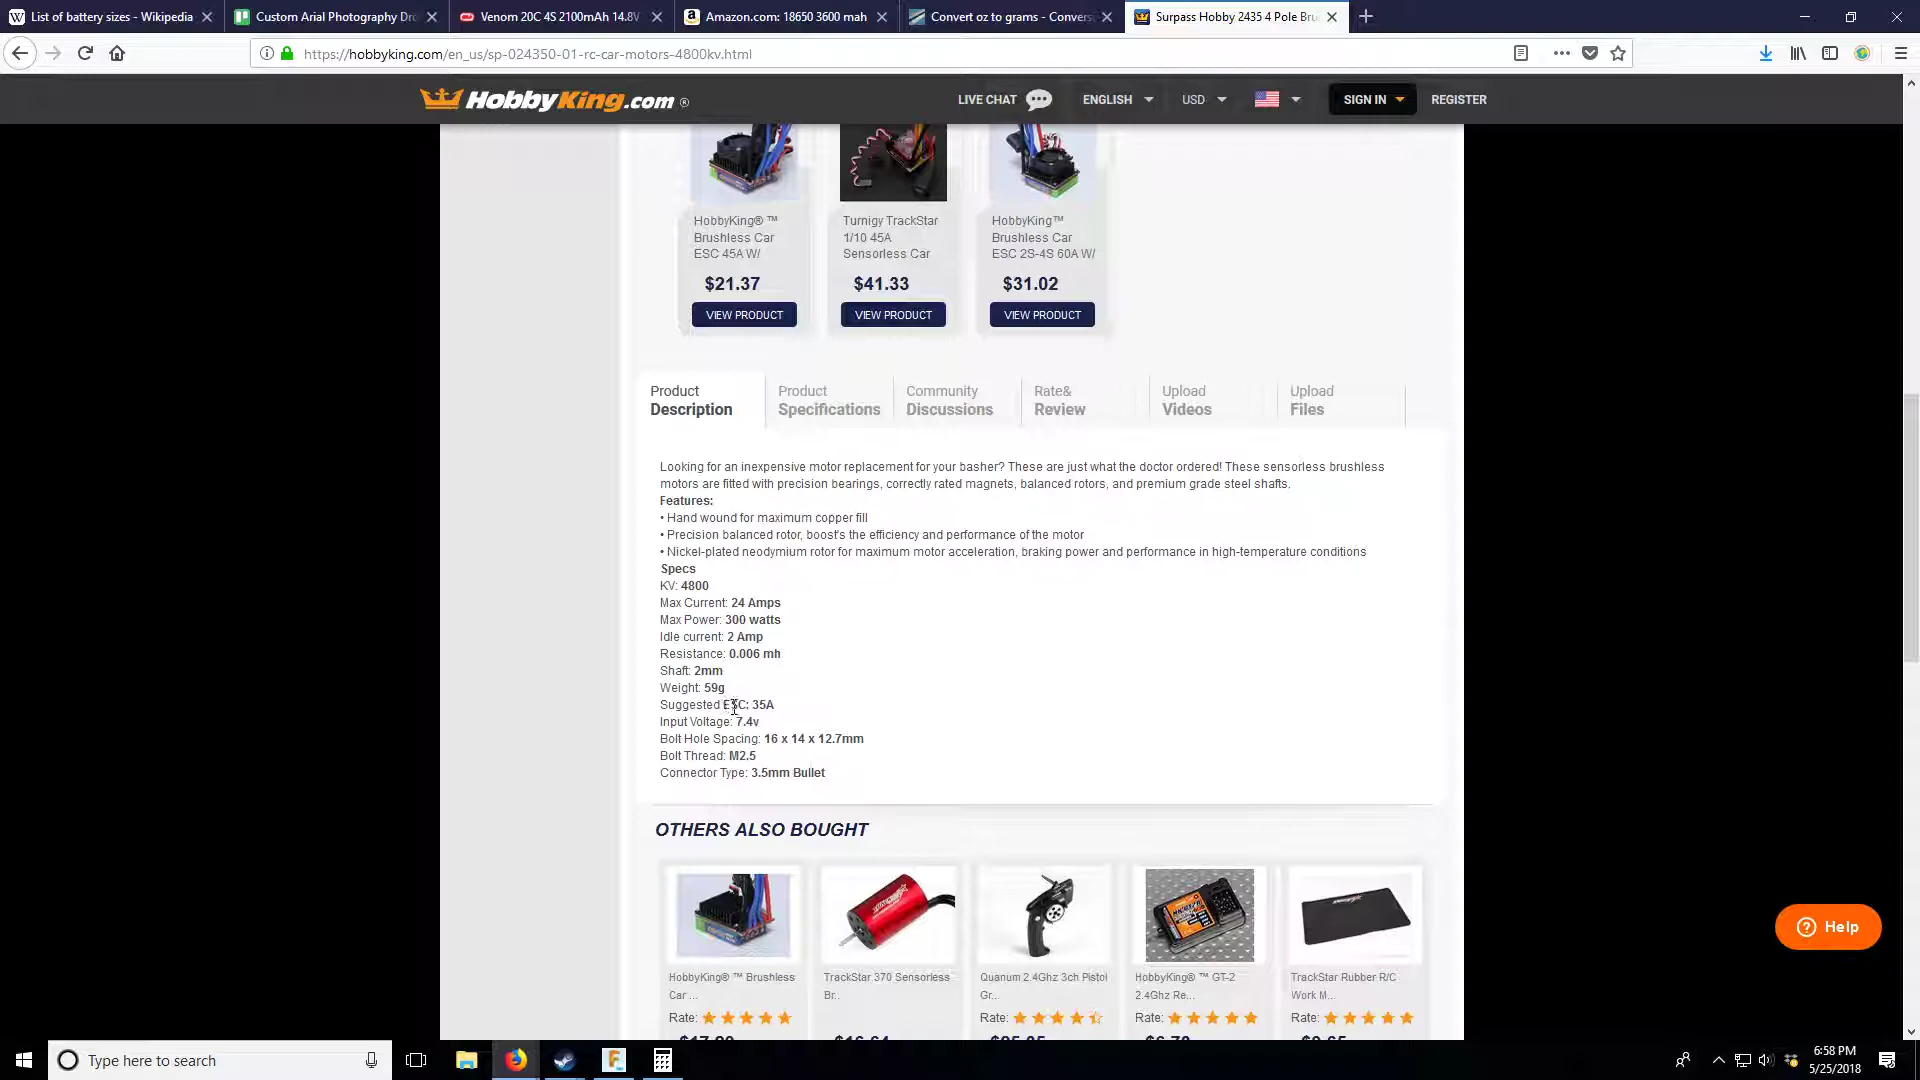 List of battery sizes - Wikipedia
Custom Arial Photography Dro
Venom 20C 4S 2100mAh 14.8V
Amazon.com: 18650 3600 mah
Convert oz to grams - Convers
Surpass Hobby 2435 4 Pole Bru
https://hobbyking.com/en_us/sp-024350-01-rc-car-motors-4800kv.html
HobbyKing.com ®
LIVE CHAT
ENGLISH
USD
SIGN IN
REGISTER
HobbyKing® ™ Brushless Car ESC 45A W/
$21.37
VIEW PRODUCT
Turnigy TrackStar 1/10 45A Sensorless Car
$41.33
VIEW PRODUCT
HobbyKing™ Brushless Car ESC 2S-4S 60A W/
$31.02
VIEW PRODUCT
Product Description
Product Specifications
Community Discussions
Rate& Review
Upload Videos
Upload Files
Looking for an inexpensive motor replacement for your basher? These are just what the doctor ordered! These sensorless brushless
motors are fitted with precision bearings, correctly rated magnets, balanced rotors, and premium grade steel shafts.
Features:
• Hand wound for maximum copper fill
• Precision balanced rotor, boost's the efficiency and performance of the motor
• Nickel-plated neodymium rotor for maximum motor acceleration, braking power and performance in high-temperature conditions
Specs
KV: 4800
Max Current: 24 Amps
Max Power: 300 watts
Idle current: 2 Amp
Resistance: 0.006 mh
Shaft: 2mm
Weight: 59g
Suggested ESC: 35A
Input Voltage: 7.4v
Bolt Hole Spacing: 16 x 14 x 12.7mm
Bolt Thread: M2.5
Connector Type: 3.5mm Bullet
OTHERS ALSO BOUGHT
HobbyKing® ™ Brushless
Car ...
Rate:
TrackStar 370 Sensorless
Br..
Quanum 2.4Ghz 3ch Pistol
Gr...
Rate:
HobbyKing® ™ GT-2
2.4Ghz Re...
Rate:
TrackStar Rubber R/C
Work M...
Rate:
Help
Type here to search
6:58 PM
5/25/2018